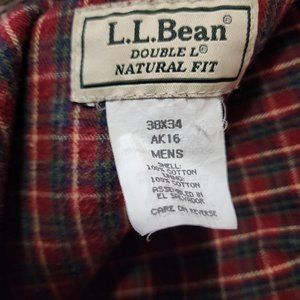 L.L.Bean®
DOUBLE L®
NATURAL FIT
38X34
AK16
MENS
SHELL:
100% COTTON
LINING:
100% COTTON
ASSEMBLED IN
EL SALVADOR
CARE ON REVERSE